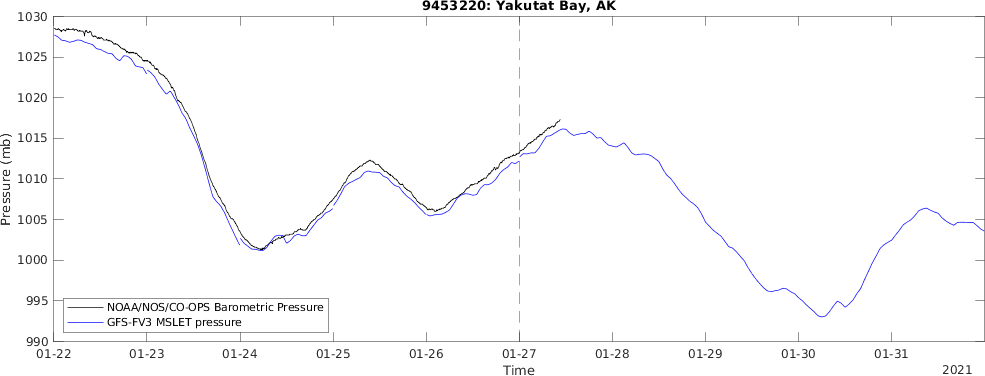 9453220: Yakutat Bay, AK
Pressure (mb)
1030
1025
1020
1015
1010
1005
1000
995
990
NOAA/NOS/CO-OPS Barometric Pressure
GFS-FV3 MSLET pressure
01-22 01-23 01-24 01-25 01-26 01-27 01-28 01-29 01-30 01-31
Time
2021